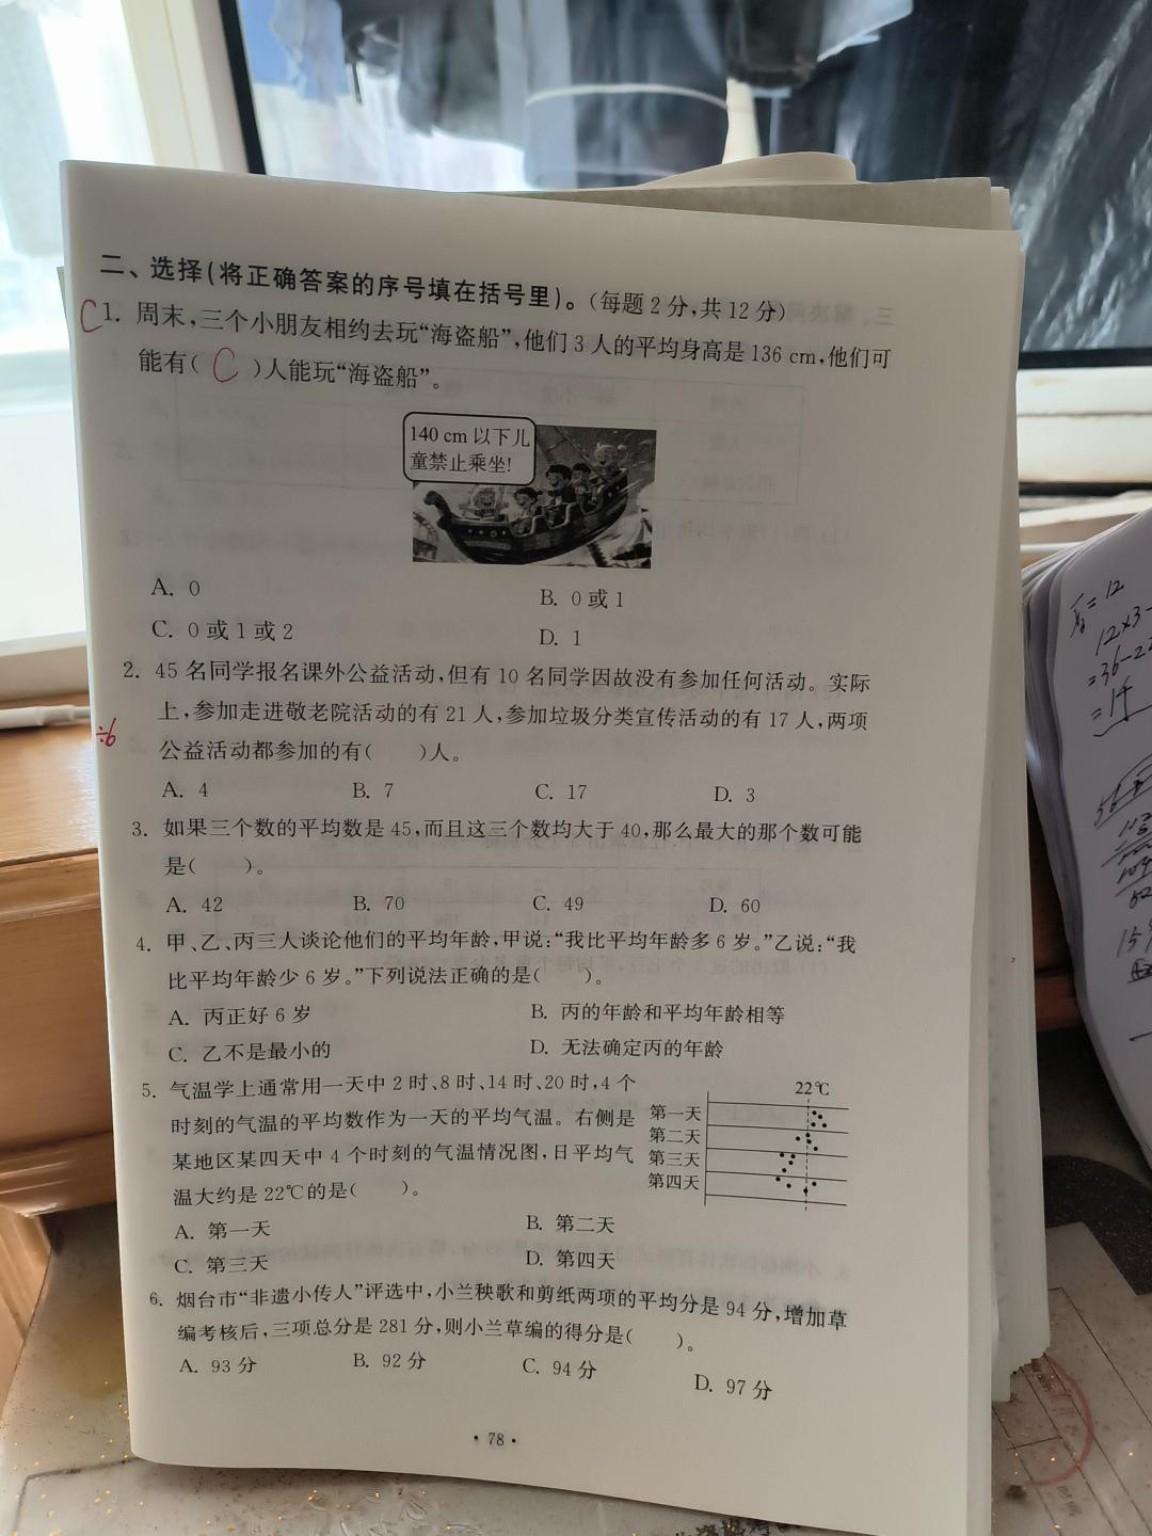 二、选择(将正确答案的序号填在括号里)。(每题2分,共12分)
C 1. 周末,三个小朋友相约去玩“海盗船”,他们3人的平均身高是136 cm,他们可
能有( C )人能玩“海盗船”。
140 cm 以下儿
童禁止乘坐!
A. 0 B. 0或1
C. 0或1或2 D. 1
2. 45名同学报名课外公益活动,但有10名同学因故没有参加任何活动。实际
上,参加走进敬老院活动的有21人,参加垃圾分类宣传活动的有17人,两项
÷6
公益活动都参加的有( )人。
A. 4 B. 7 C. 17 D. 3
3. 如果三个数的平均数是45,而且这三个数均大于40,那么最大的那个数可能
是( )。
A. 42 B. 70 C. 49 D. 60
4. 甲、乙、丙三人谈论他们的平均年龄,甲说:“我比平均年龄多6岁。”乙说:“我
比平均年龄少6岁。”下列说法正确的是( )。
A. 丙正好6岁 B. 丙的年龄和平均年龄相等
C. 乙不是最小的 D. 无法确定丙的年龄
5. 气温学上通常用一天中2时、8时、14时、20时,4个
时刻的气温的平均数作为一天的平均气温。右侧是
某地区某四天中4个时刻的气温情况图,日平均气
温大约是22℃的是( )。
22℃
第一天
第二天
第三天
第四天
A. 第一天 B. 第二天
C. 第三天 D. 第四天
6. 烟台市“非遗小传人”评选中,小兰秧歌和剪纸两项的平均分是94分,增加草
编考核后,三项总分是281分,则小兰草编的得分是( )。
A. 93分 B. 92分 C. 94分 D. 97分
· 78 ·
= 12
12×3-
=36-2